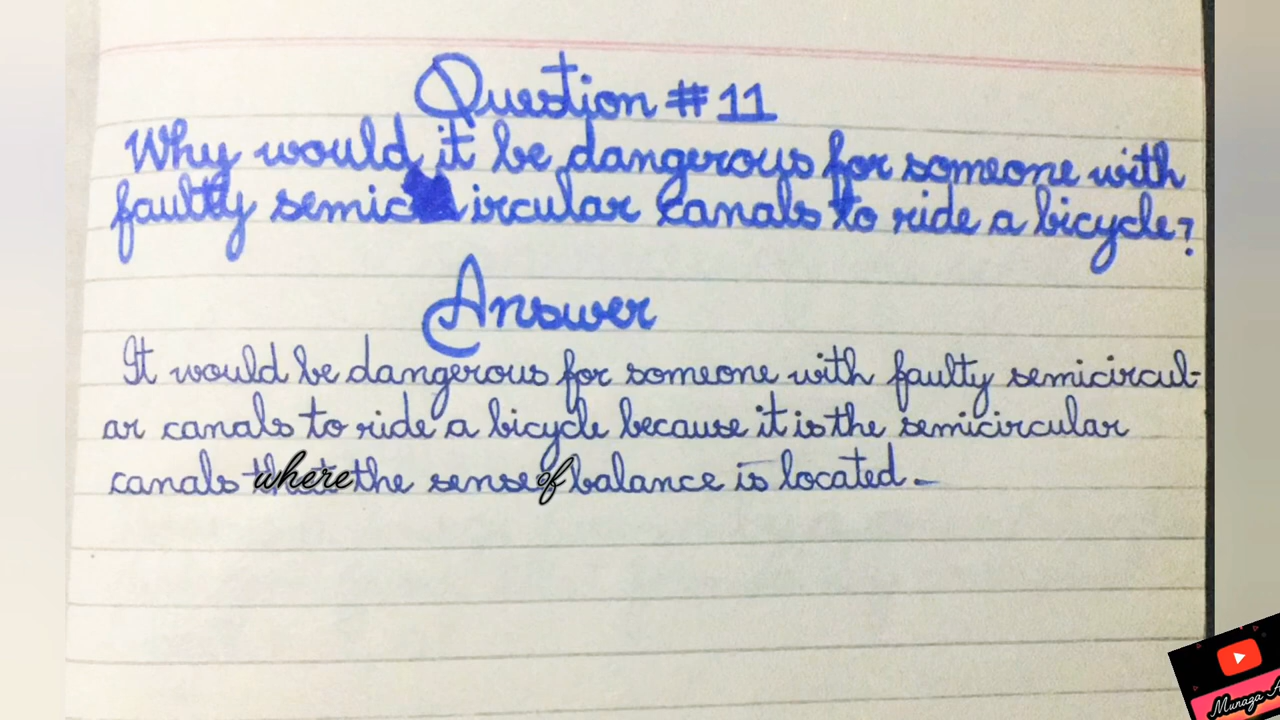 Question #11
Why would it be dangerous for someone with
faulty semicircular canals to ride a bicycle?
Answer
It would be dangerous for someone with faulty semicircul-
ar canals to ride a bicycle because it is the semicircular
canals where the sense of balance is located.
Munaza